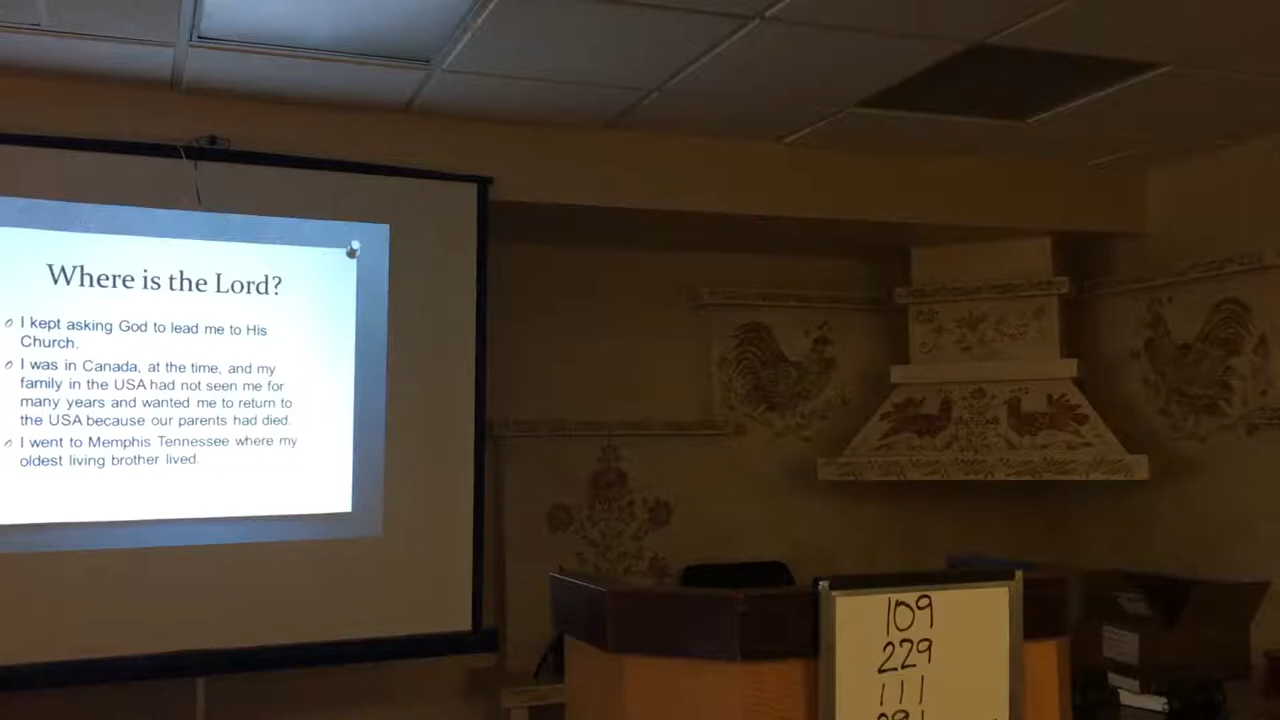 Where is the Lord?
I kept asking God to lead me to His
Church.
I was in Canada, at the time, and my
family in the USA had not seen me for
many years and wanted me to return to
the USA because our parents had died.
I went to Memphis Tennessee where my
oldest living brother lived.
109
229
111